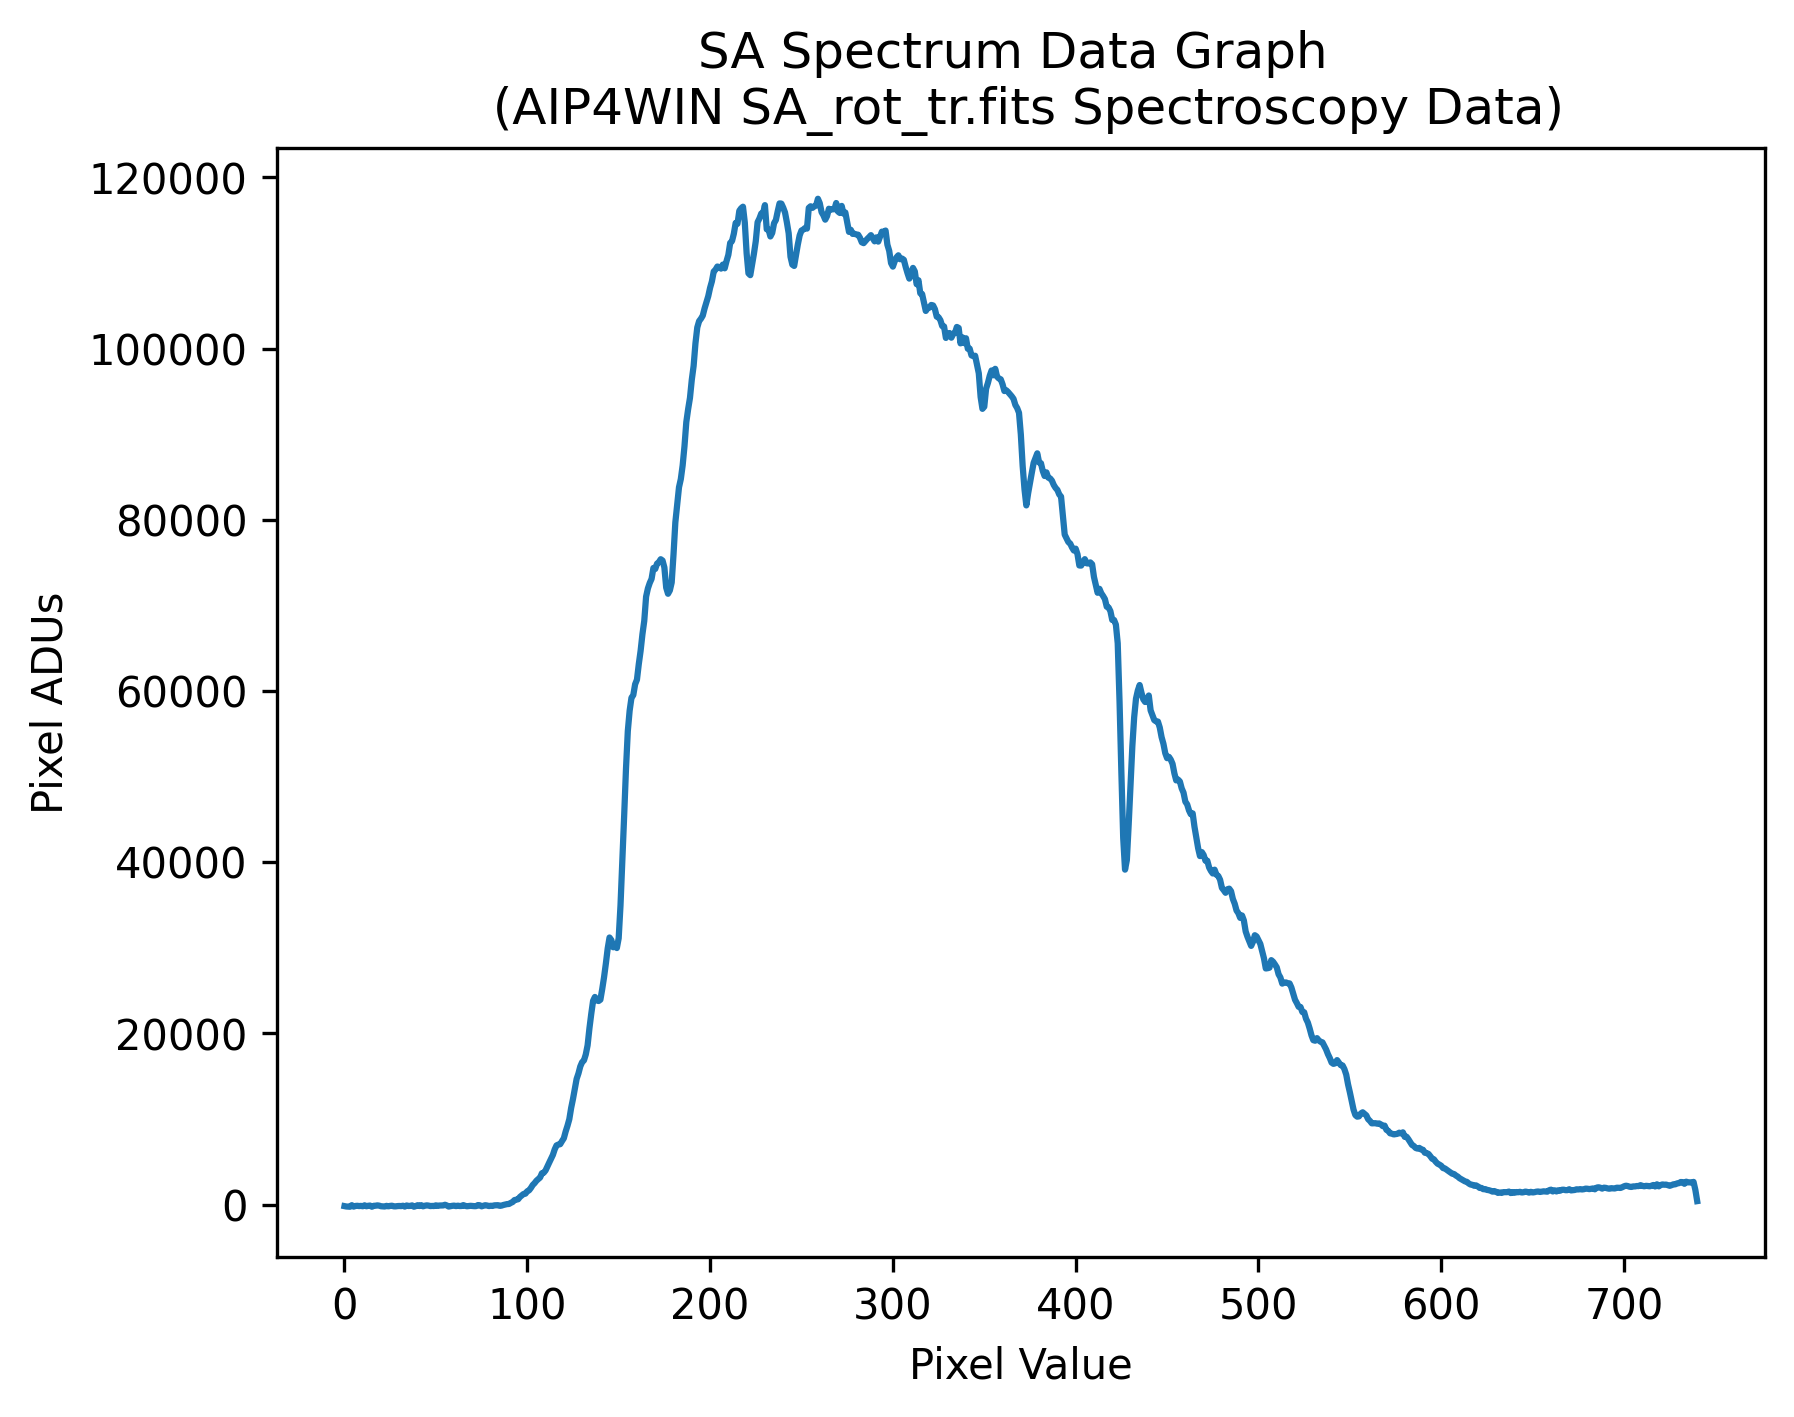 SA Spectrum Data Graph
(AIP4WIN SA_rot_tr.fits Spectroscopy Data)
120000
100000
80000
60000
40000
20000
0
Pixel ADUs
0 100 200 300 400 500 600 700
Pixel Value